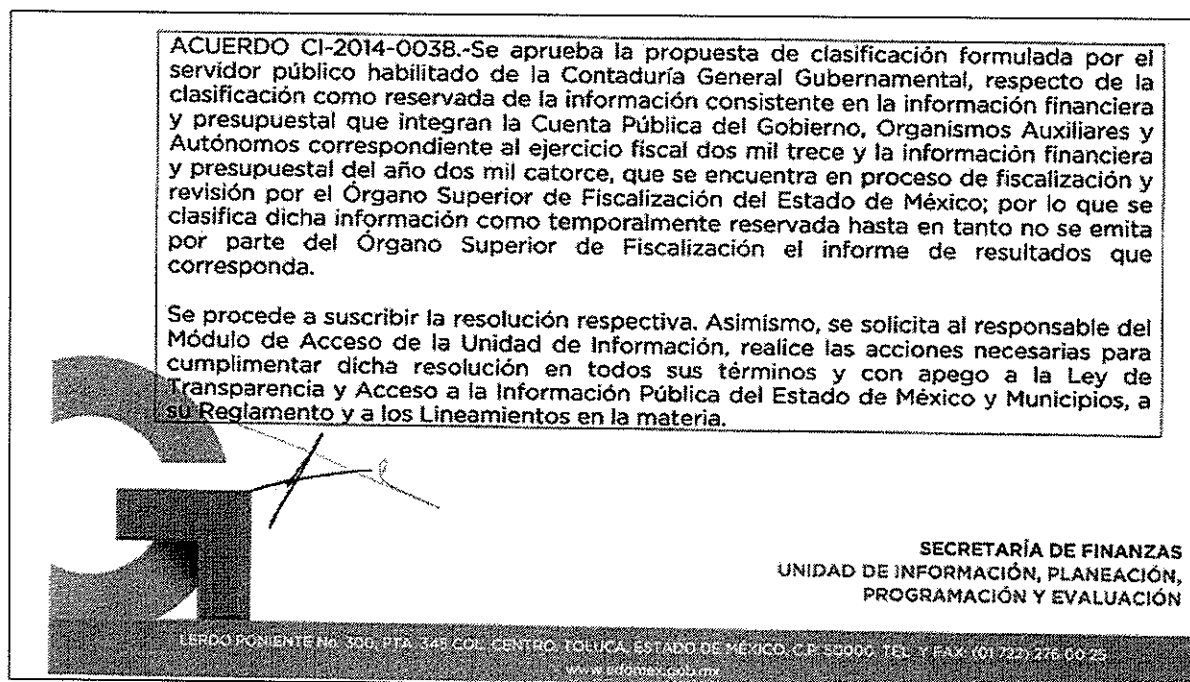 ACUERDO CI-2014-0038.-Se aprueba la propuesta de clasificación formulada por el
servidor público habilitado de la Contaduría General Gubernamental, respecto de la
clasificación como reservada de la información consistente en la información financiera
y presupuestal que integran la Cuenta Pública del Gobierno, Organismos Auxiliares y
Autónomos correspondiente al ejercicio fiscal dos mil trece y la información financiera
y presupuestal del año dos mil catorce, que se encuentra en proceso de fiscalización y
revisión por el Órgano Superior de Fiscalización del Estado de México; por lo que se
clasifica dicha información como temporalmente reservada hasta en tanto no se emita
por parte del Órgano Superior de Fiscalización el informe de resultados que
corresponda.
Se procede a suscribir la resolución respectiva. Asimismo, se solicita al responsable del
Módulo de Acceso de la Unidad de Información, realice las acciones necesarias para
cumplimentar dicha resolución en todos sus términos y con apego a la Ley de
Transparencia y Acceso a la Información Pública del Estado de México y Municipios, a
su Reglamento y a los Lineamientos en la materia.
SECRETARÍA DE FINANZAS
UNIDAD DE INFORMACIÓN, PLANEACIÓN,
PROGRAMACIÓN Y EVALUACIÓN
LERDO PONIENTE No. 300, PTA. 345 COL. CENTRO, TOLUCA, ESTADO DE MÉXICO, C.P. 50000 TEL. Y FAX: (01 722) 276 00 25
www.edomex.gob.mx